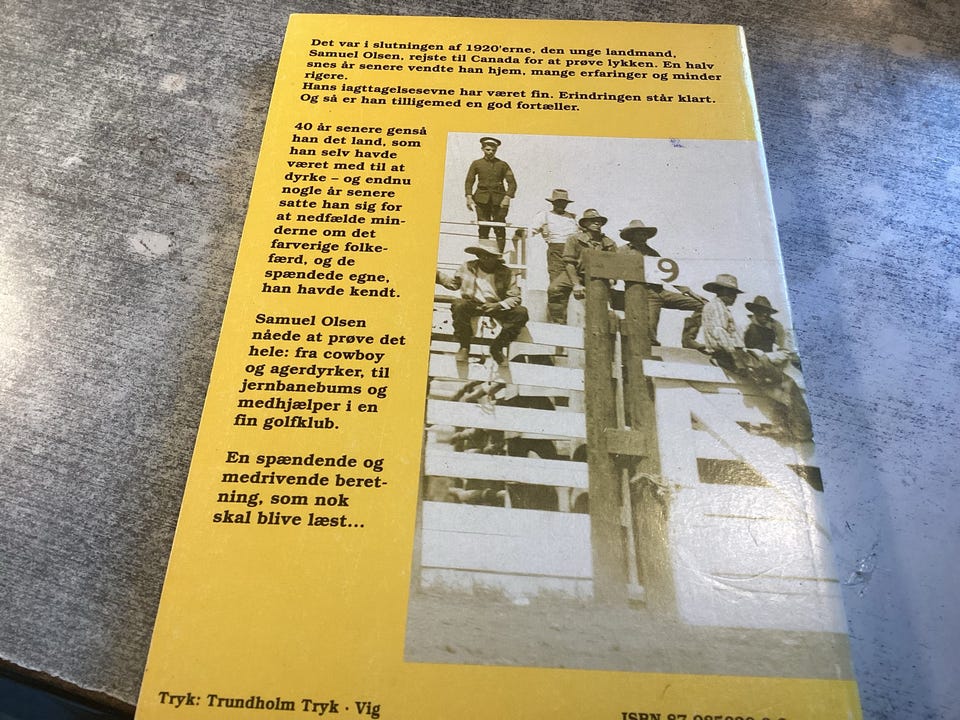 Det var i slutningen af 1920'erne, den unge landmand,
Samuel Olsen, rejste til Canada for at prøve lykken. En halv
snes år senere vendte han hjem, mange erfaringer og minder
rigere.
Hans iagttagelsesevne har været fin. Erindringen står klart.
Og så er han tilligemed en god fortæller.
40 år senere genså
han det land, som
han selv havde
været med til at
dyrke – og endnu
nogle år senere
satte han sig for
at nedfælde min-
derne om det
farverige folke-
færd, og de
spændede egne,
han havde kendt.
Samuel Olsen
nåede at prøve det
hele: fra cowboy
og agerdyrker, til
jernbanebums og
medhjælper i en
fin golfklub.
En spændende og
medrivende beret-
ning, som nok
skal blive læst...
9
Tryk: Trundholm Tryk · Vig
ISBN